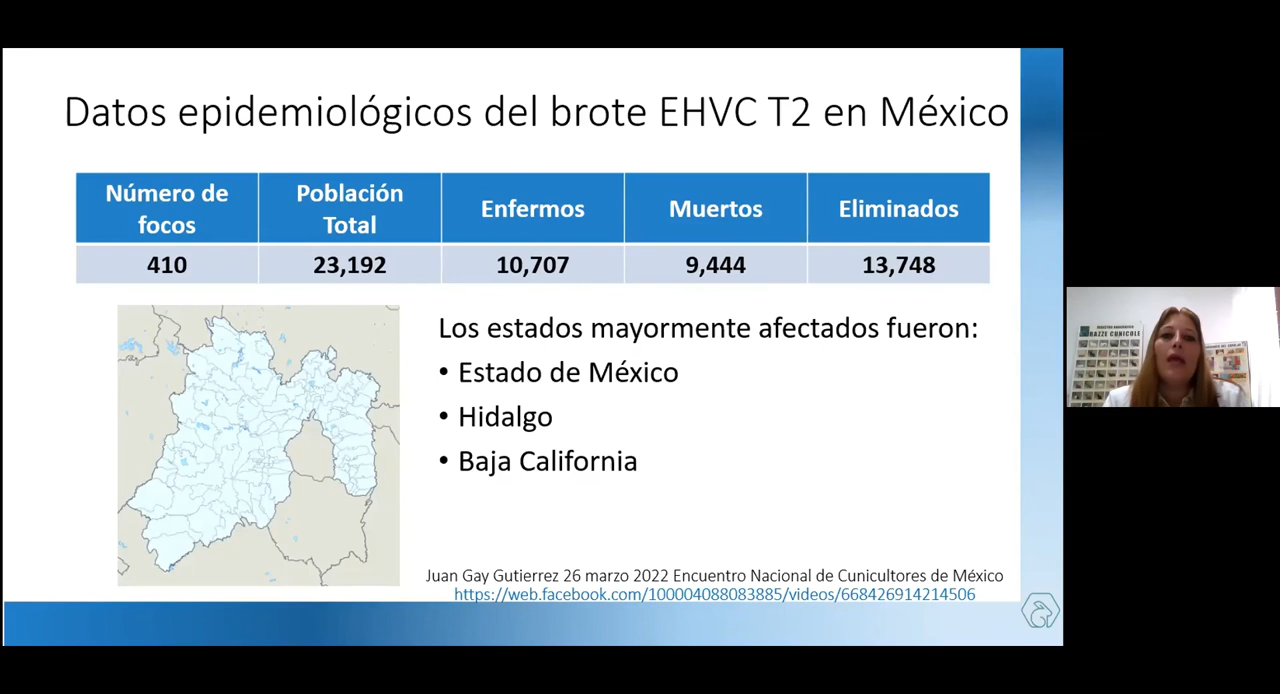 Datos epidemiológicos del brote EHVC T2 en México
Número de focos
Población Total
Enfermos
Muertos
Eliminados
410
23,192
10,707
9,444
13,748
Los estados mayormente afectados fueron:
• Estado de México
• Hidalgo
• Baja California
Juan Gay Gutierrez 26 marzo 2022 Encuentro Nacional de Cunicultores de México
https://web.facebook.com/100004088083885/videos/668426914214506
RAZZE CUNICOLE